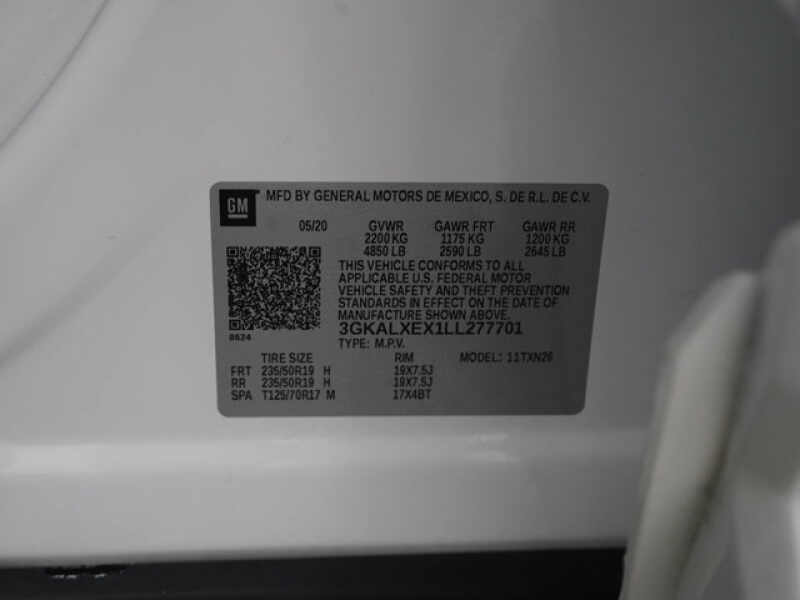 GM MFD BY GENERAL MOTORS DE MEXICO, S. DE R.L. DE C.V.
05/20 GVWR GAWR FRT GAWR RR
2200 KG 1175 KG 1200 KG
4850 LB 2590 LB 2645 LB
THIS VEHICLE CONFORMS TO ALL
APPLICABLE U.S. FEDERAL MOTOR
VEHICLE SAFETY AND THEFT PREVENTION
STANDARDS IN EFFECT ON THE DATE OF
MANUFACTURE SHOWN ABOVE.
3GKALXEX1LL277701
8624
TYPE: M.P.V.
TIRE SIZE RIM MODEL: 11TXN26
FRT 235/50R19 H 19X7.5J
RR 235/50R19 H 19X7.5J
SPA T125/70R17 M 17X4BT